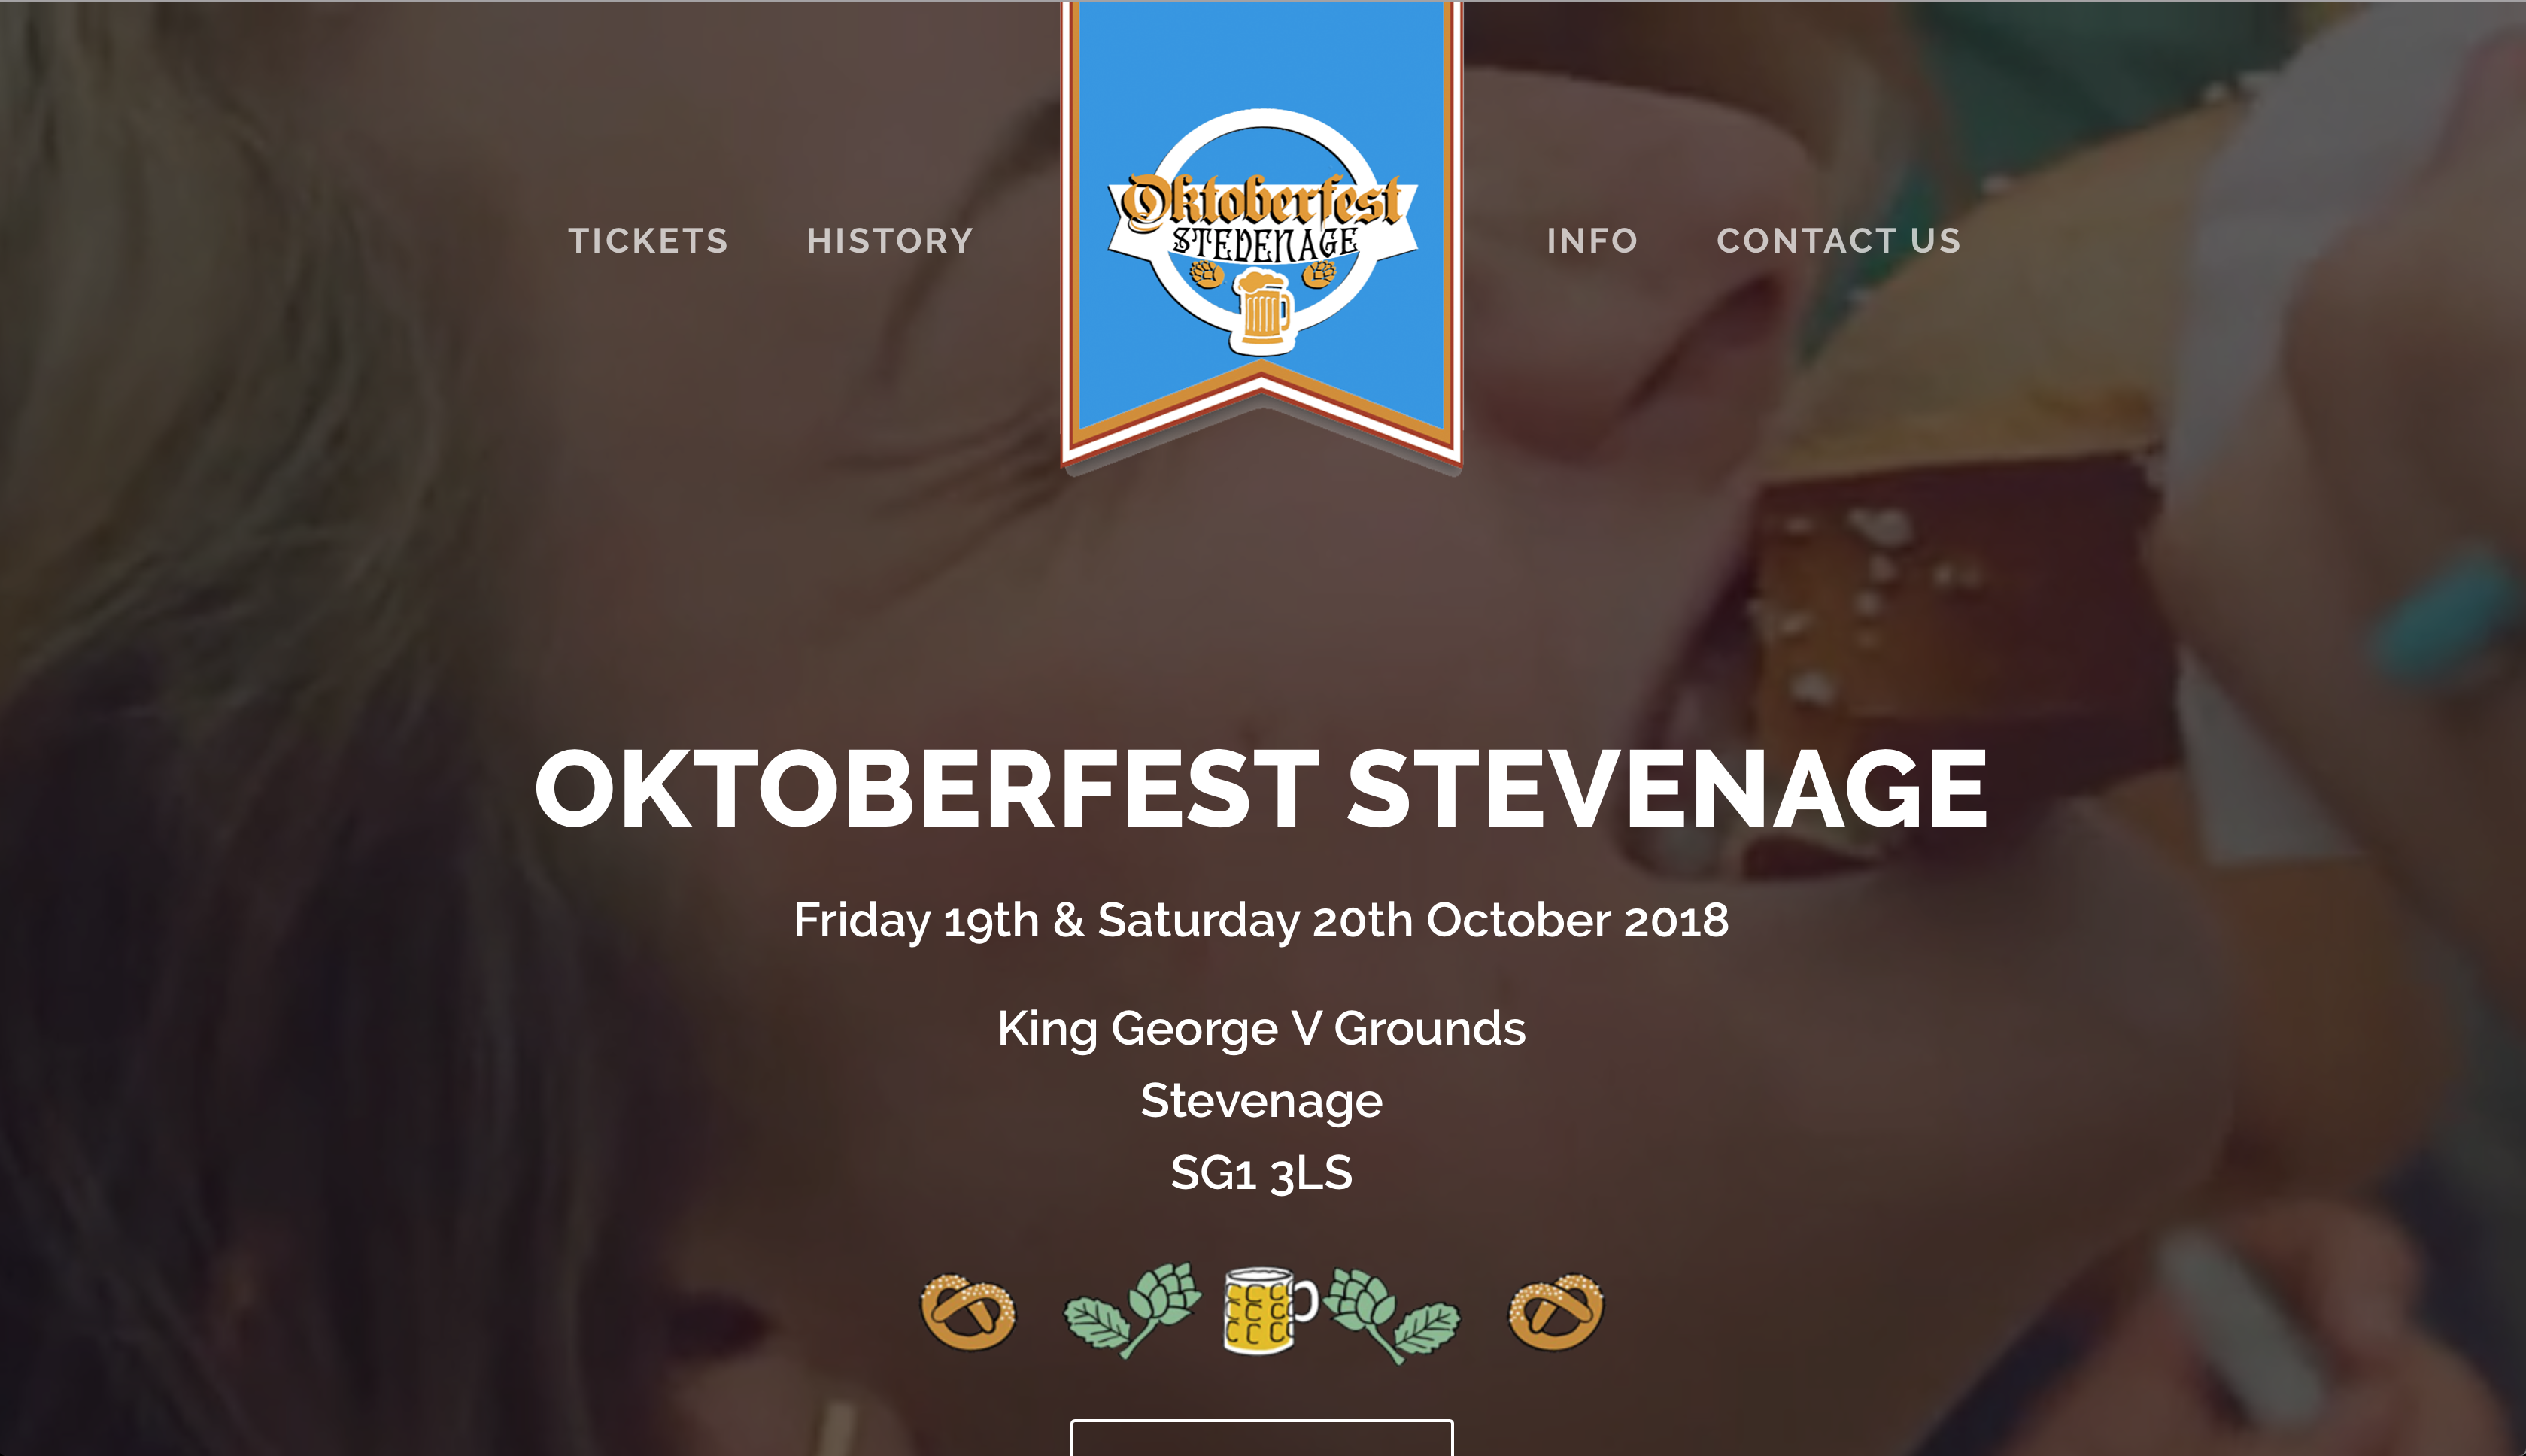 TICKETS
HISTORY
Oktoberfest
STEVENAGE
INFO
CONTACT US
OKTOBERFEST STEVENAGE
Friday 19th & Saturday 20th October 2018
King George V Grounds
Stevenage
SG1 3LS